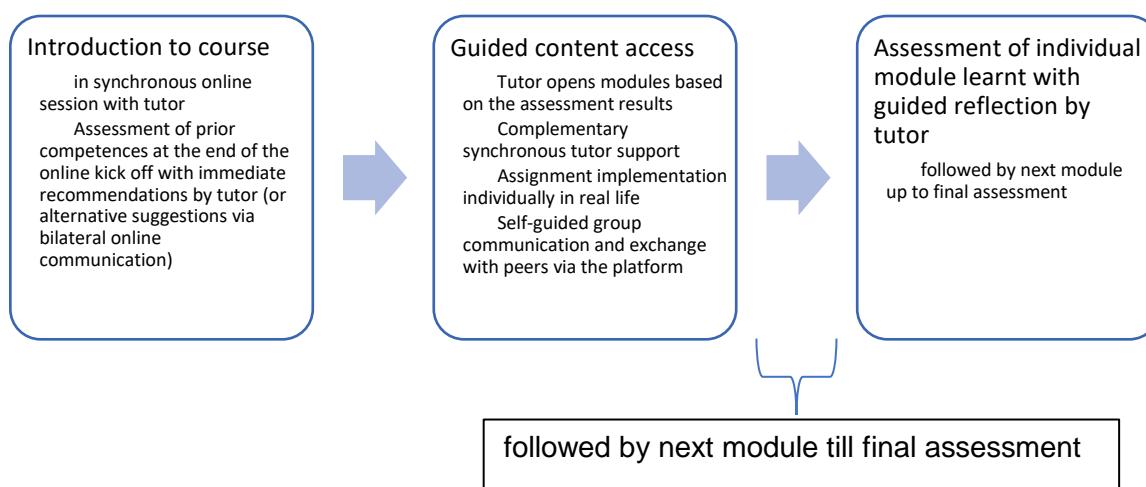 Introduction to course
in synchronous online
session with tutor
Assessment of prior
competences at the end of the
online kick off with immediate
recommendations by tutor (or
alternative suggestions via
bilateral online
communication)
Guided content access
Tutor opens modules based
on the assessment results
Complementary
synchronous tutor support
Assignment implementation
individually in real life
Self-guided group
communication and exchange
with peers via the platform
Assessment of individual
module learnt with
guided reflection by
tutor
followed by next module
up to final assessment
followed by next module till final assessment